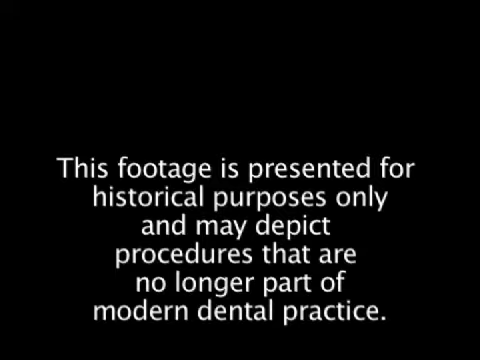 This footage is presented for
historical purposes only
and may depict
procedures that are
no longer part of
modern dental practice.